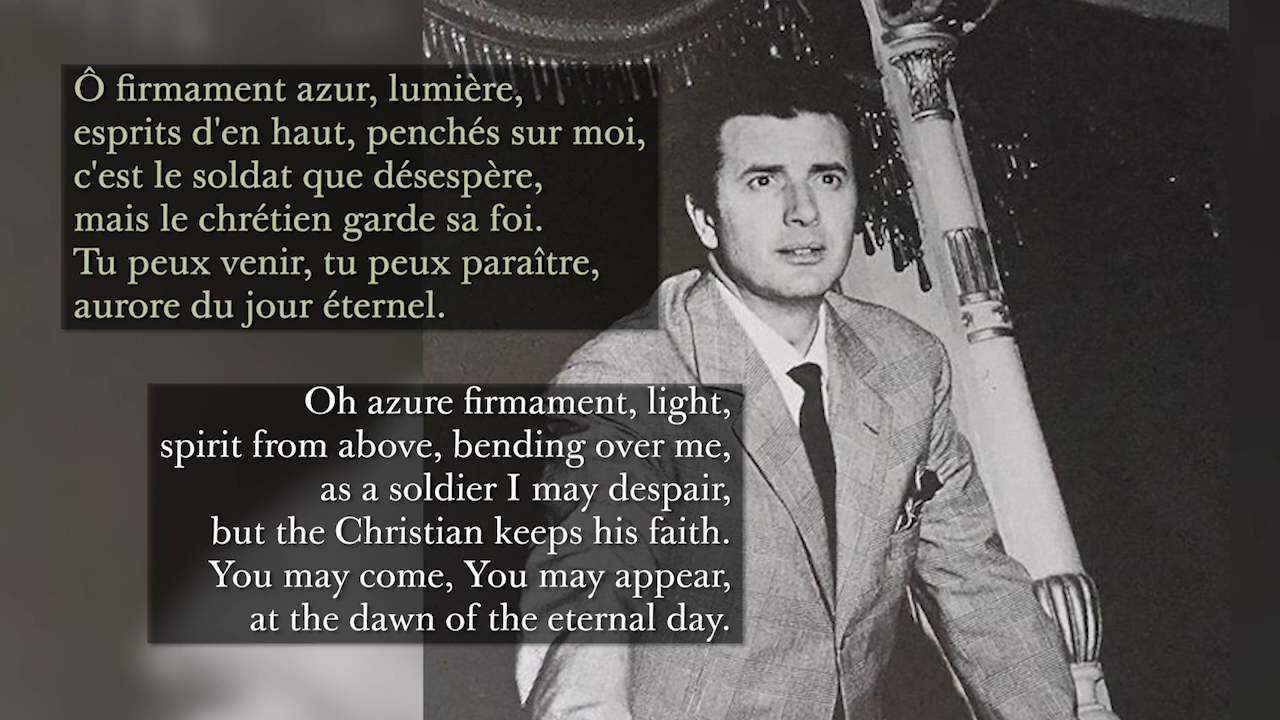 Ô firmament azur, lumière,
esprits d'en haut, penchés sur moi,
c'est le soldat que désespère,
mais le chrétien garde sa foi.
Tu peux venir, tu peux paraître,
aurore du jour éternel.
Oh azure firmament, light,
spirit from above, bending over me,
as a soldier I may despair,
but the Christian keeps his faith.
You may come, You may appear,
at the dawn of the eternal day.